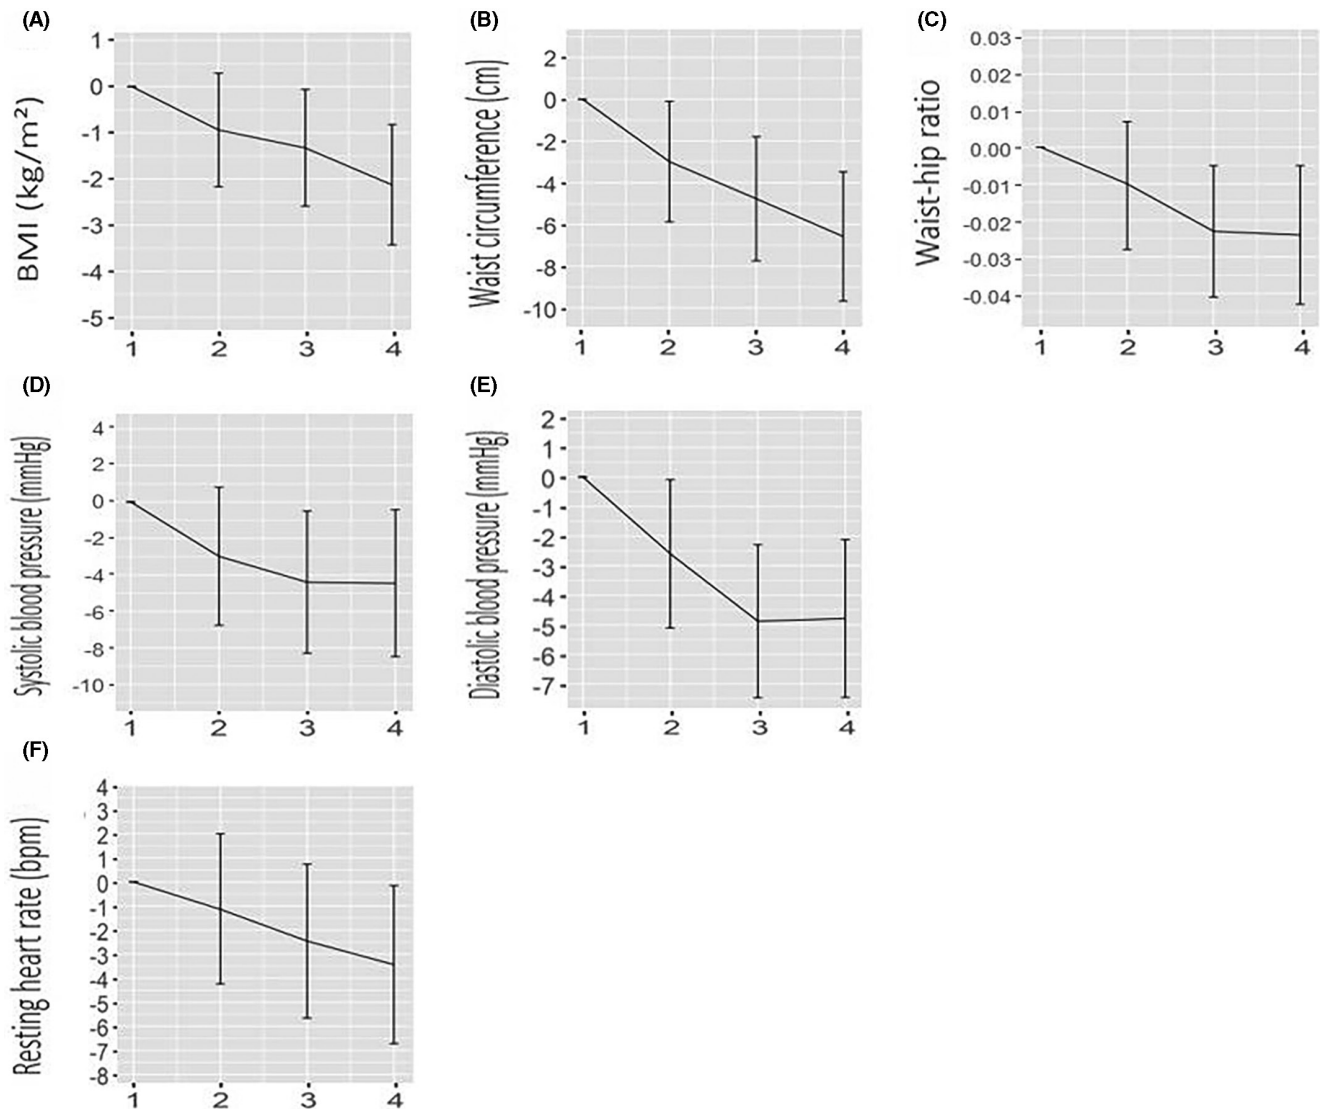 (A)
BMI (kg/m²)
1
0
-1
-2
-3
-4
-5
1 2 3 4
(B)
Waist circumference (cm)
2
0
-2
-4
-6
-8
-10
1 2 3 4
(C)
Waist-hip ratio
0.03
0.02
0.01
0.00
-0.01
-0.02
-0.03
-0.04
1 2 3 4
(D)
Systolic blood pressure (mmHg)
4
2
0
-2
-4
-6
-8
-10
1 2 3 4
(E)
Diastolic blood pressure (mmHg)
2
1
0
-1
-2
-3
-4
-5
-6
-7
1 2 3 4
(F)
Resting heart rate (bpm)
4
3
2
1
0
-1
-2
-3
-4
-5
-6
-7
-8
1 2 3 4